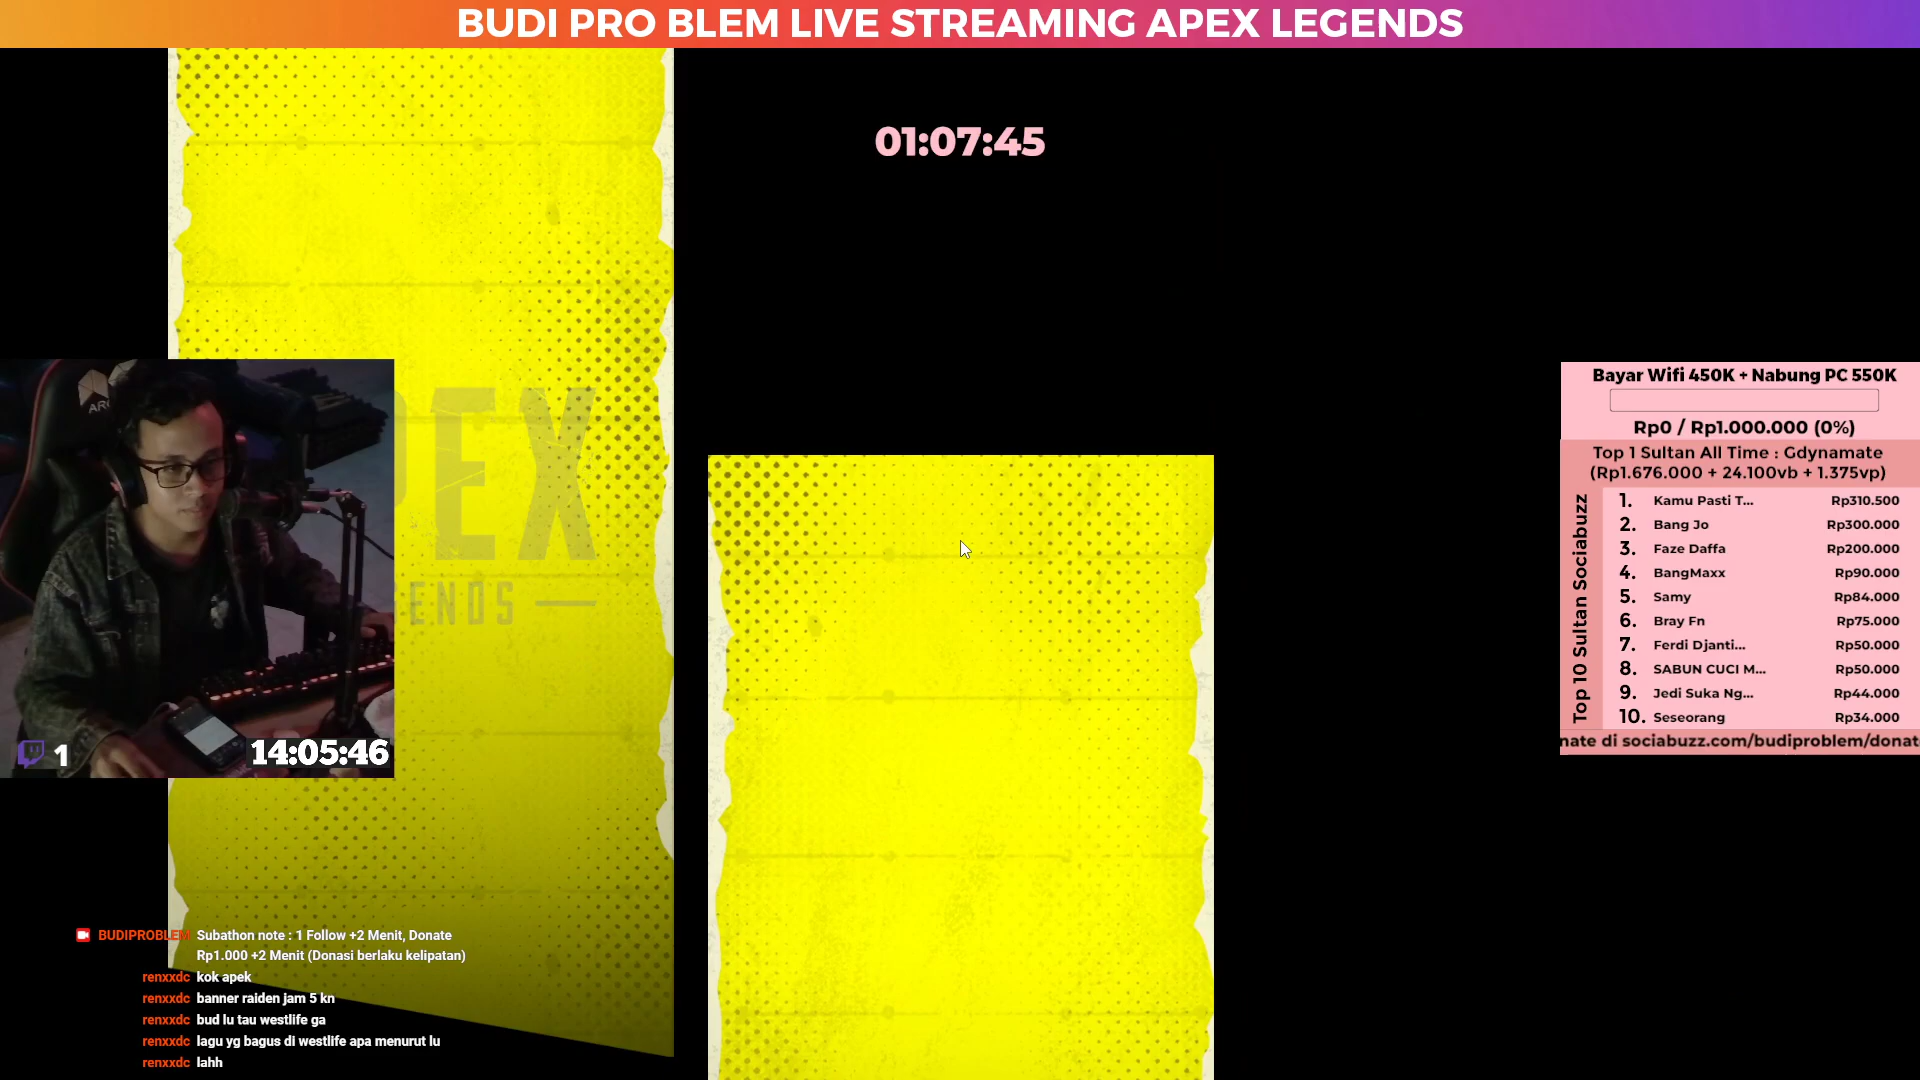 BUDI PRO BLEM LIVE STREAMING APEX LEGENDS
01:07:45
PEX
ENDS
1
14:05:46
Bayar Wifi 450K + Nabung PC 550K
Rp0 / Rp1.000.000 (0%)
Top 1 Sultan All Time : Gdynamate
(Rp1.676.000 + 24.100vb + 1.375vp)
Top 10 Sultan Sociabuzz
1. Kamu Pasti T... Rp310.500
2. Bang Jo Rp300.000
3. Faze Daffa Rp200.000
4. BangMaxx Rp90.000
5. Samy Rp84.000
6. Bray Fn Rp75.000
7. Ferdi Djanti... Rp50.000
8. SABUN CUCI M... Rp50.000
9. Jedi Suka Ng... Rp44.000
10. Seseorang Rp34.000
nate di sociabuzz.com/budiproblem/donat
BUDIPROBLEM Subathon note : 1 Follow +2 Menit, Donate
Rp1.000 +2 Menit (Donasi berlaku kelipatan)
renxxdc kok apek
renxxdc banner raiden jam 5 kn
renxxdc bud lu tau westlife ga
renxxdc lagu yg bagus di westlife apa menurut lu
renxxdc lahh